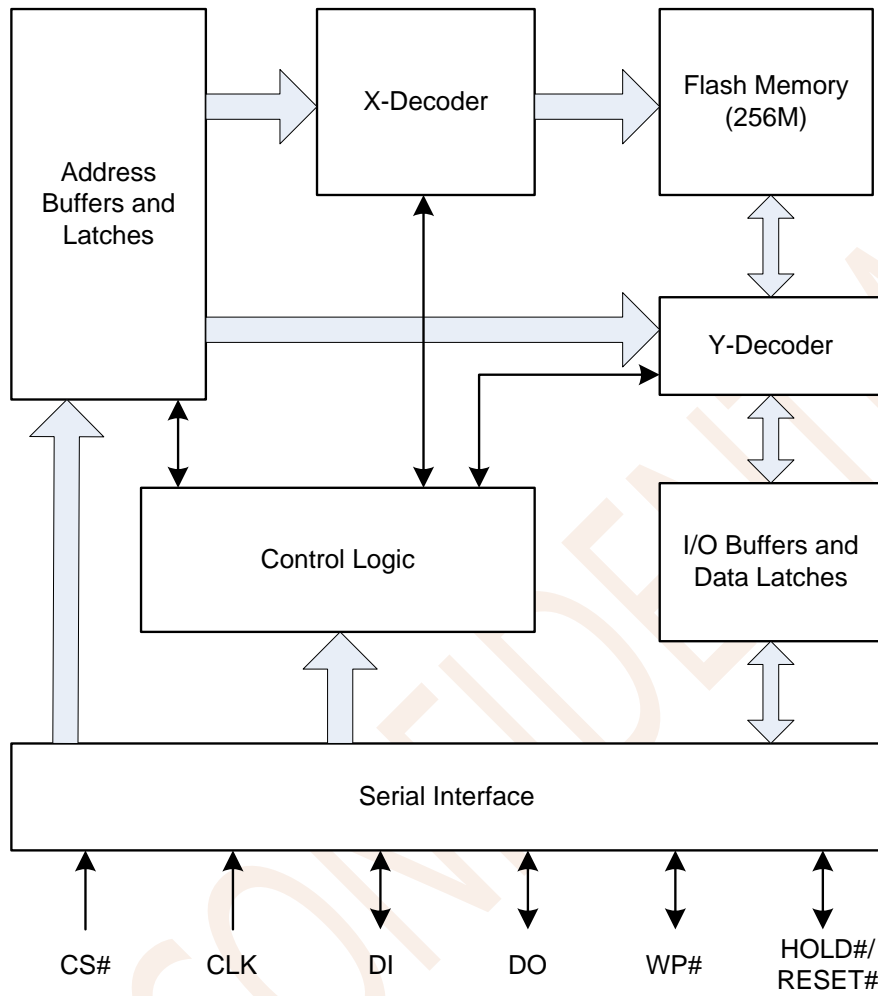 X-Decoder
Flash Memory
(256M)
Address
Buffers and
Latches
Y-Decoder
Control Logic
I/O Buffers and
Data Latches
Serial Interface
CS#
CLK
DI
DO
WP#
HOLD#/
RESET#